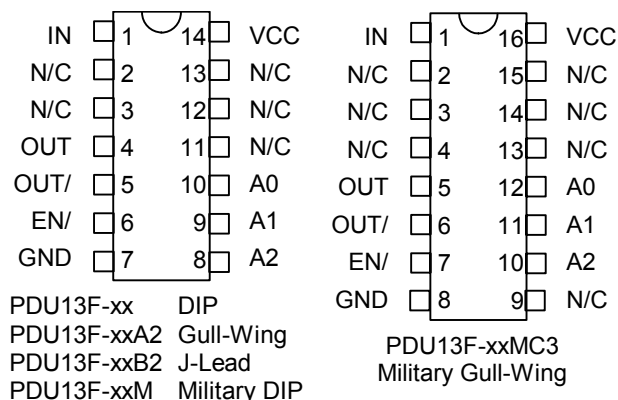 IN 1 14 VCC
N/C 2 13 N/C
N/C 3 12 N/C
OUT 4 11 N/C
OUT/ 5 10 A0
EN/ 6 9 A1
GND 7 8 A2
PDU13F-xx DIP
PDU13F-xxA2 Gull-Wing
PDU13F-xxB2 J-Lead
PDU13F-xxM Military DIP
IN 1 16 VCC
N/C 2 15 N/C
N/C 3 14 N/C
N/C 4 13 N/C
OUT 5 12 A0
OUT/ 6 11 A1
EN/ 7 10 A2
GND 8 9 N/C
PDU13F-xxMC3
Military Gull-Wing